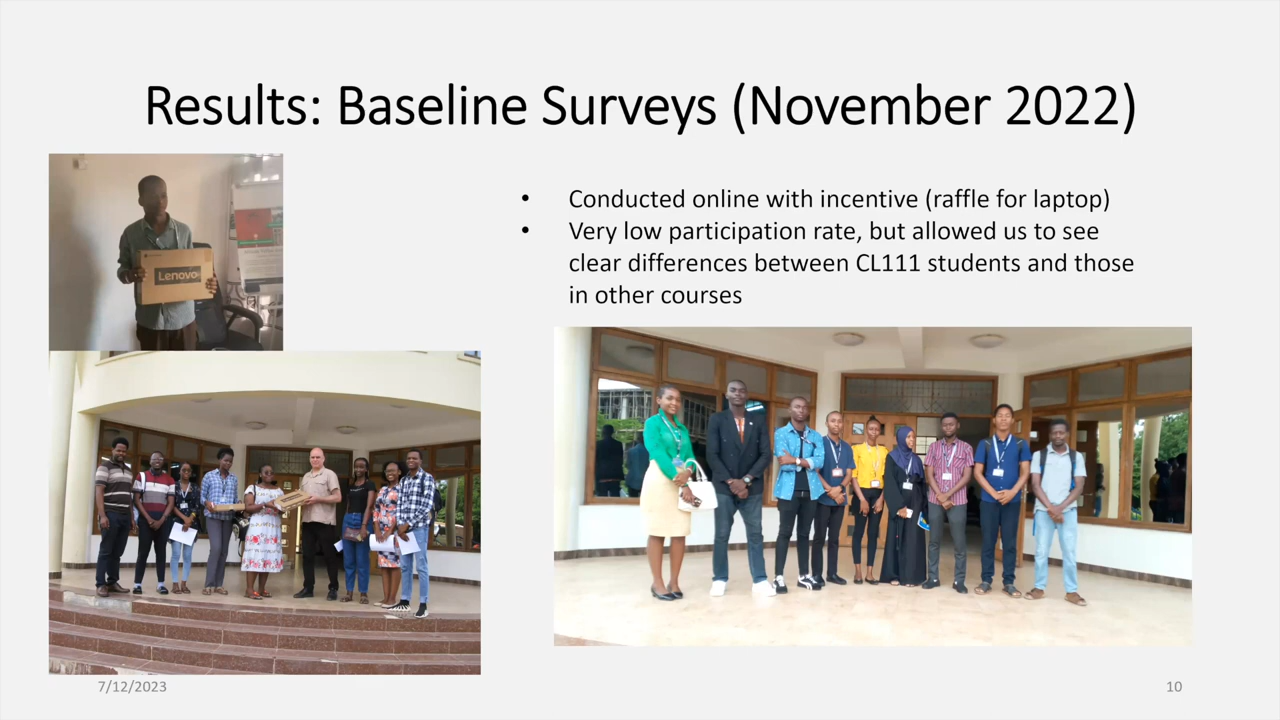 Results: Baseline Surveys (November 2022)
• Conducted online with incentive (raffle for laptop)
• Very low participation rate, but allowed us to see
clear differences between CL111 students and those
in other courses
Lenovo
7/12/2023
10